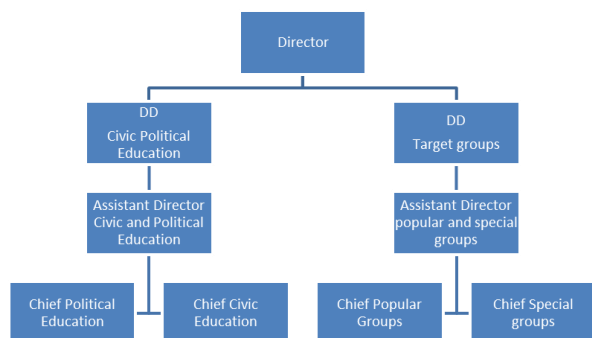 Director
DD
Civic Political
Education
DD
Target groups
Assistant Director
Civic and Political
Education
Assistant Director
popular and special
groups
Chief Political
Education
Chief Civic
Education
Chief Popular
Groups
Chief Special
groups